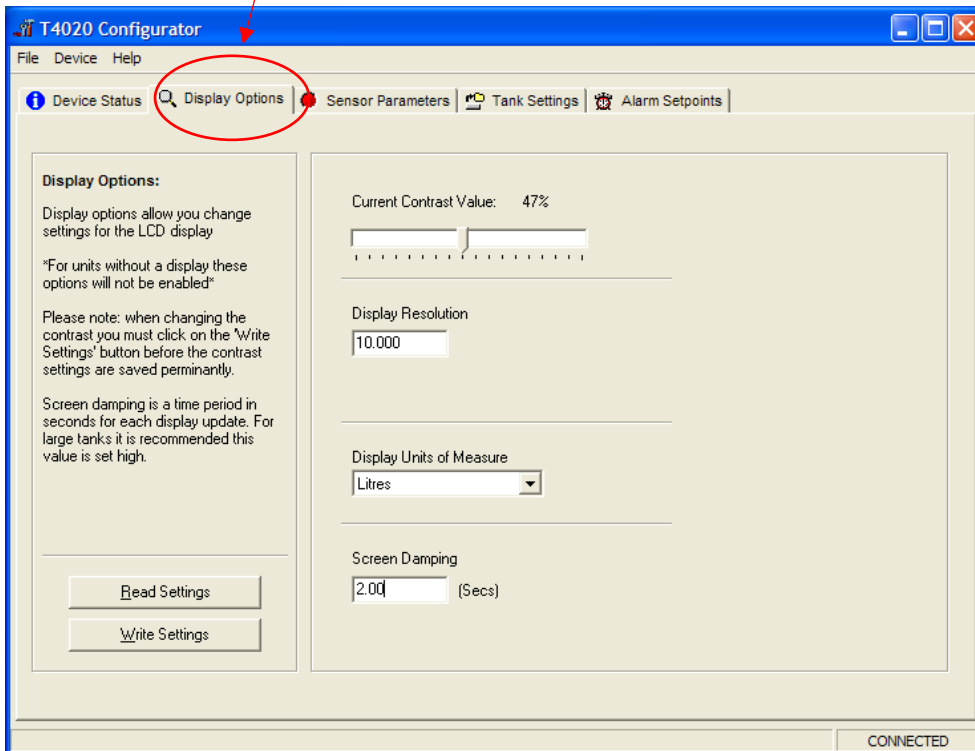 T4020 Configurator
File Device Help
Device Status Display Options Sensor Parameters Tank Settings Alarm Setpoints
Display Options:
Display options allow you change
settings for the LCD display
*For units without a display these
options will not be enabled*
Please note: when changing the
contrast you must click on the 'Write
Settings' button before the contrast
settings are saved perminantly.
Screen damping is a time period in
seconds for each display update. For
large tanks it is recommended this
value is set high.
Read Settings
Write Settings
Current Contrast Value: 47%
Display Resolution
10.000
Display Units of Measure
Litres
Screen Damping
2.00 (Secs)
CONNECTED